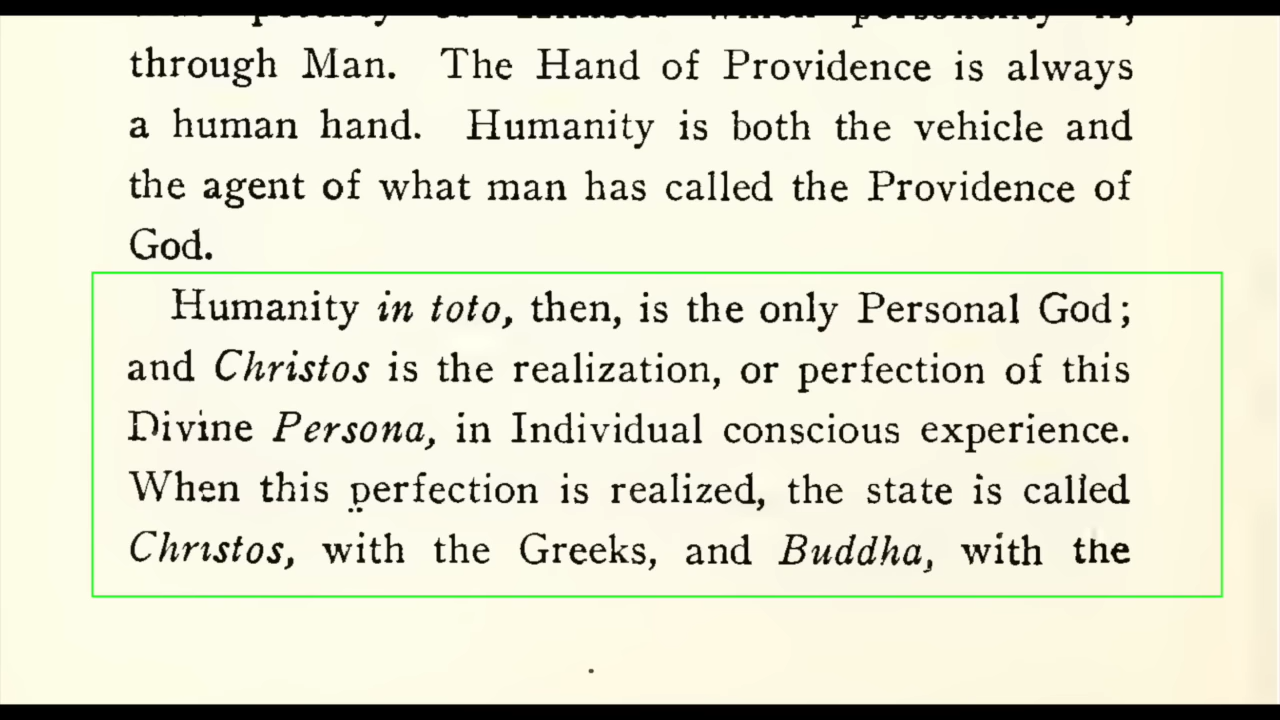 through Man. The Hand of Providence is always
a human hand. Humanity is both the vehicle and
the agent of what man has called the Providence of
God.
Humanity in toto, then, is the only Personal God;
and Christos is the realization, or perfection of this
Divine Persona, in Individual conscious experience.
When this perfection is realized, the state is called
Christos, with the Greeks, and Buddha, with the